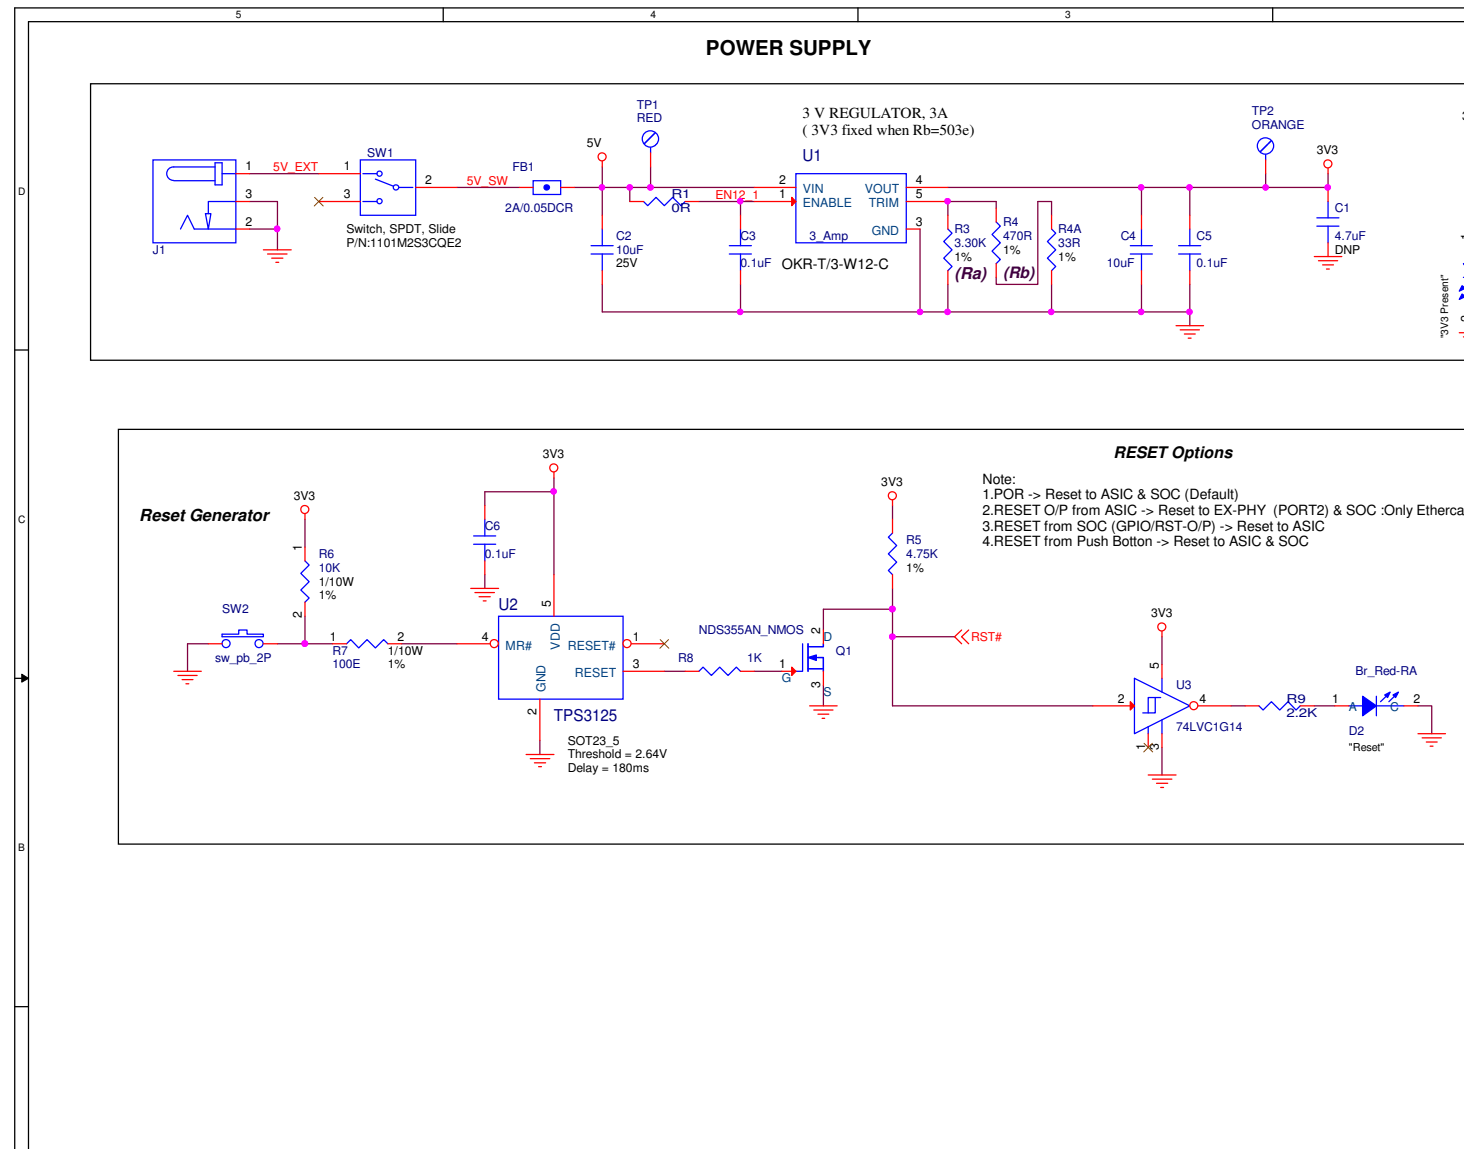 5 4 3
POWER SUPPLY
D
TP1
RED
3 V REGULATOR, 3A
( 3V3 fixed when Rb=503e)
TP2
ORANGE
5V
U1
3V3
SW1
FB1
1 5V_EXT 1
3
2
J1
3
2 5V_SW
2A/0.05DCR
Switch, SPDT, Slide
P/N:1101M2S3CQE2
R1
0R
EN12_1
2 VIN VOUT 4
1 ENABLE TRIM 5
GND 3
3_Amp
OKR-T/3-W12-C
C2
10uF
25V
C3
0.1uF
R3
3.30K
1%
(Ra)
R4
470R
1%
(Rb)
R4A
33R
1%
C4
10uF
C5
0.1uF
C1
4.7uF
DNP
"3V3 Present"
C
RESET Options
Note:
1.POR -> Reset to ASIC & SOC (Default)
2.RESET O/P from ASIC -> Reset to EX-PHY (PORT2) & SOC :Only Etherca
3.RESET from SOC (GPIO/RST-O/P) -> Reset to ASIC
4.RESET from Push Botton -> Reset to ASIC & SOC
Reset Generator
3V3
3V3
3V3
1
R6
10K
1/10W
1%
2
C6
0.1uF
R5
4.75K
1%
SW2
sw_pb_2P
1 2
R7
100E
1/10W
1%
U2
5
4 MR# VDD RESET# 1
GND RESET 3
2
TPS3125
SOT23_5
Threshold = 2.64V
Delay = 180ms
R8 1K
NDS355AN_NMOS
2 D
Q1
1
G
3 S
RST#
3V3
5
U3
2 4
74LVC1G14
1 3
R9
2.2K
Br_Red-RA
1 A C 2
D2
"Reset"
B